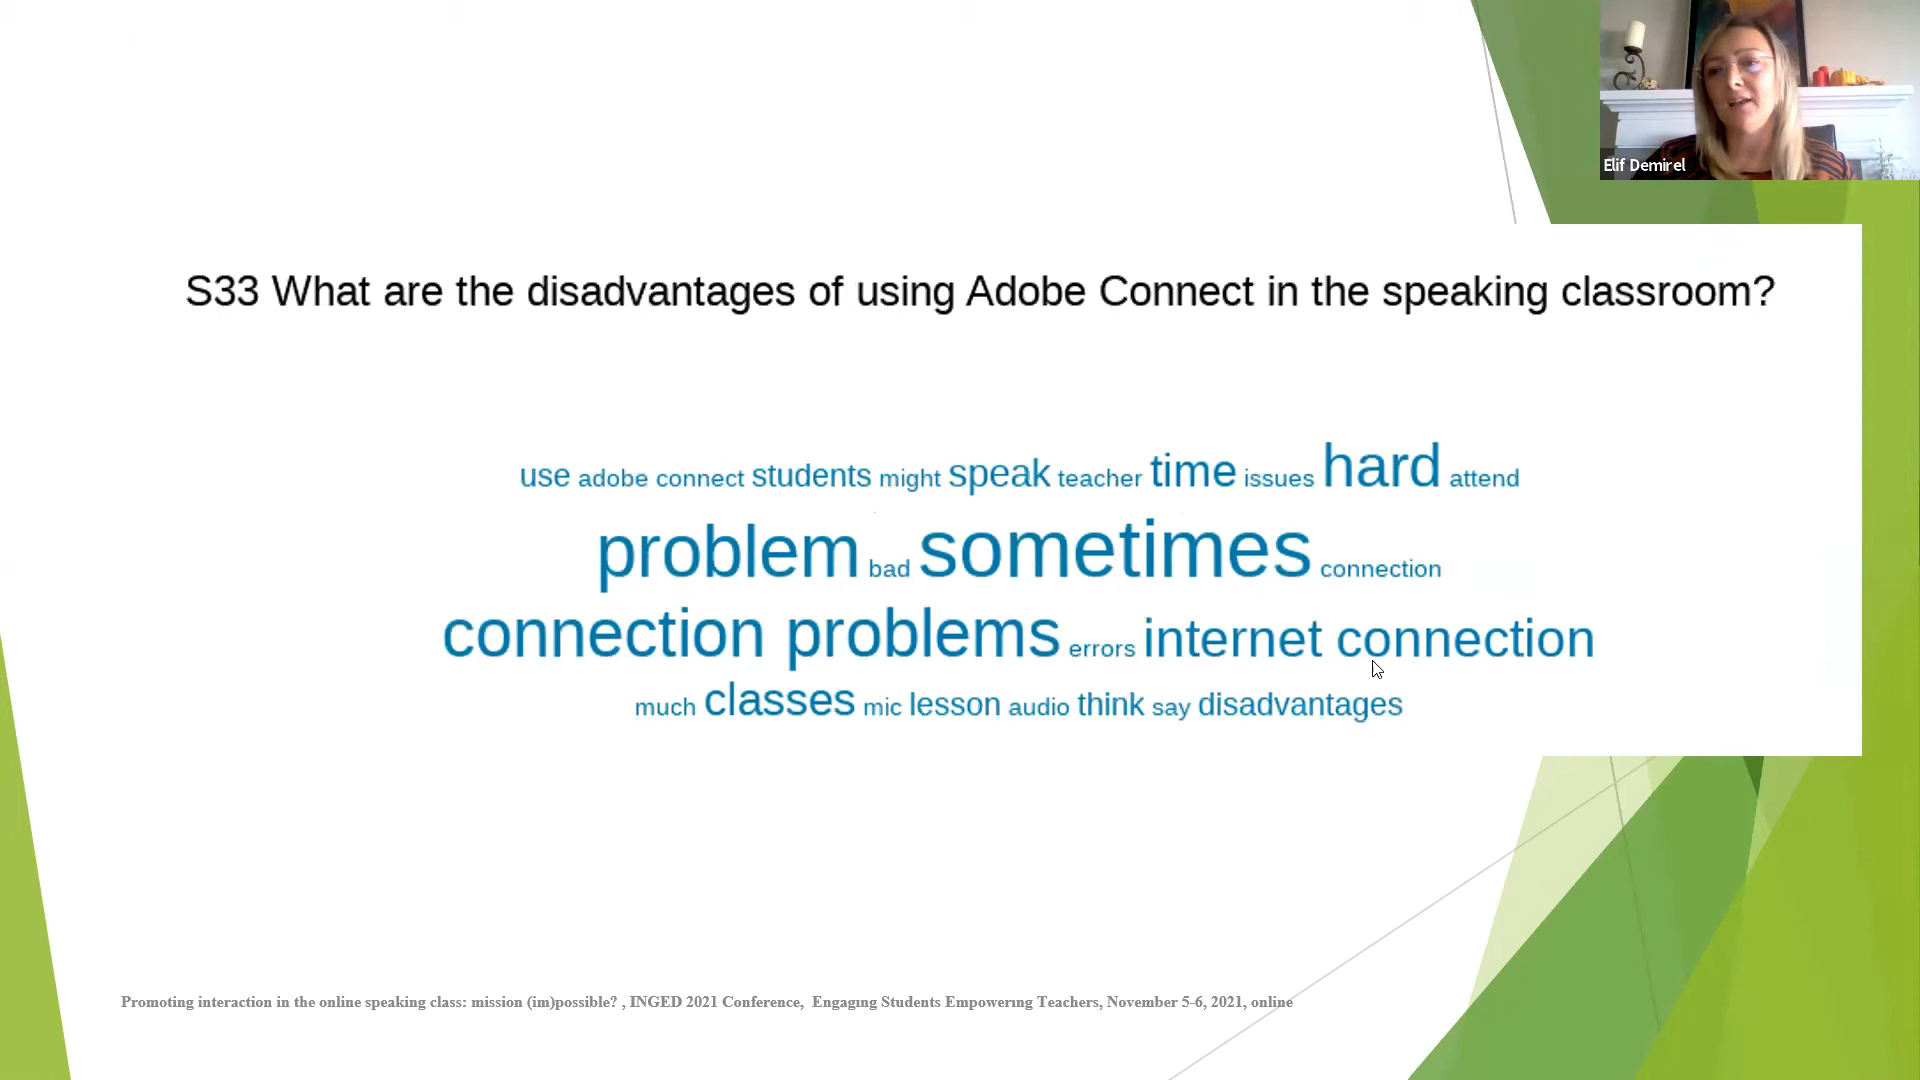 Elif Demirel
S33 What are the disadvantages of using Adobe Connect in the speaking classroom?
use adobe connect students might speak teacher time issues hard attend
problem bad sometimes connection
connection problems errors internet connection
much classes mic lesson audio think say disadvantages
Promoting interaction in the online speaking class: mission (im)possible? , INGED 2021 Conference,  Engagıng Students Empowerıng Teachers, November 5-6, 2021, online